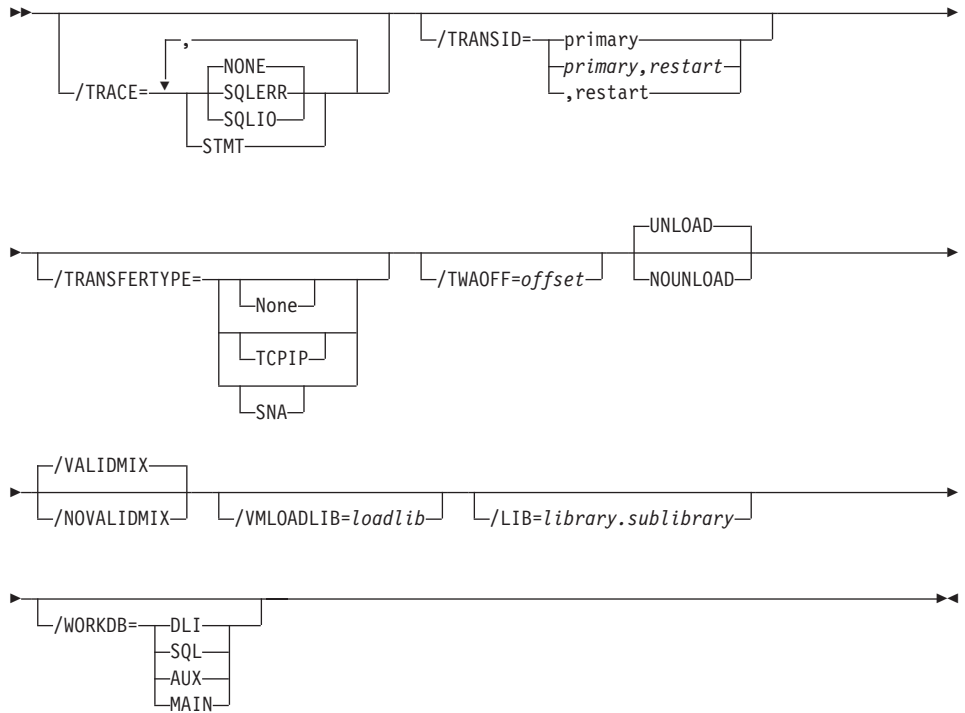 ,
/TRACE=
NONE
SQLERR
SQLIO
STMT
/TRANSID=
primary
primary,restart
,restart
/TRANSFERTYPE=
None
TCPIP
SNA
/TWAOFF=offset
UNLOAD
NOUNLOAD
/VALIDMIX
/NOVALIDMIX
/VMLOADLIB=loadlib
/LIB=library.sublibrary
/WORKDB=
DLI
SQL
AUX
MAIN